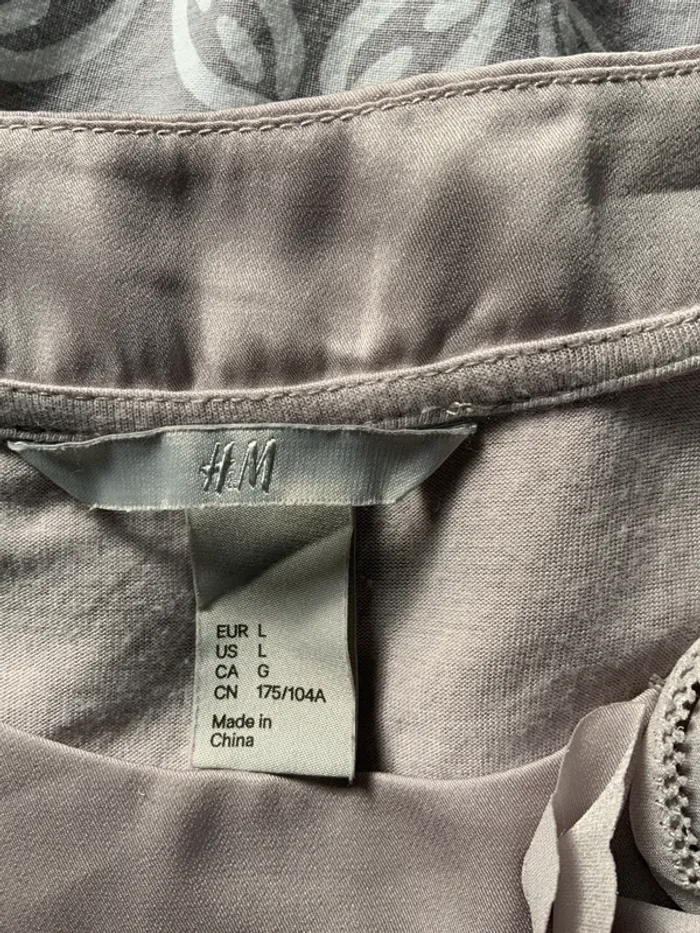 H&M
EUR L
US L
CA G
CN 175/104A
Made in
China